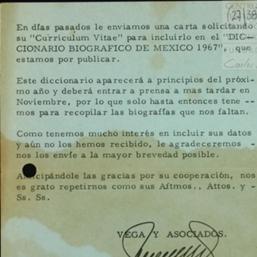 En días pasados le enviamos una carta solicitando
su "Curriculum Vitae" para incluirlo en el "DIC-
CIONARIO BIOGRAFICO DE MEXICO 1967", que
estamos por publicar.
Este diccionario aparecerá a principios del próxi-
mo año y deberá entrar a prensa a mas tardar en
Noviembre, por lo que solo hasta entonces tene --
mos para recopilar las biografías que nos faltan.
Como tenemos mucho interés en incluir sus datos
y aún no los hemos recibido, le agradeceremos -
nos los envíe a la mayor brevedad posible.
Anticipándole las gracias por su cooperación, nos
es grato repetirnos como sus Aftmos., Attos. y -
Ss. Ss.
VEGA Y ASOCIADOS.